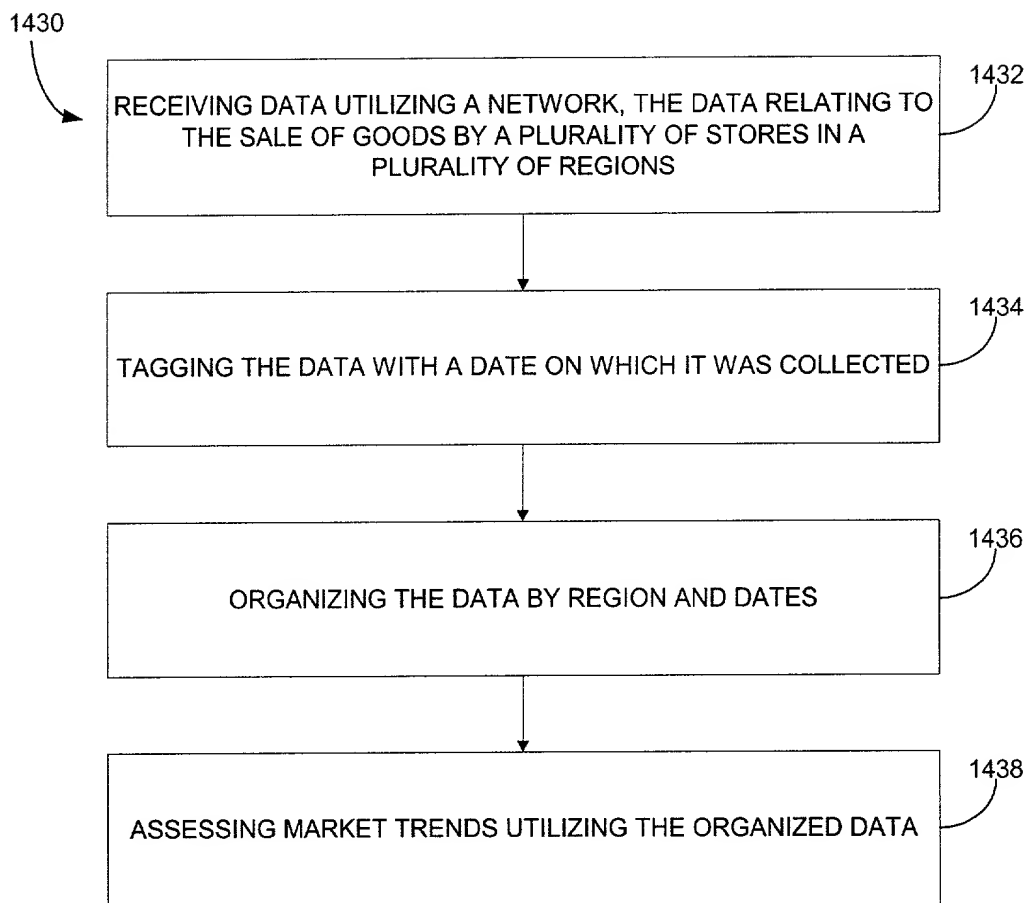 1430
1432
RECEIVING DATA UTILIZING A NETWORK, THE DATA RELATING TO
THE SALE OF GOODS BY A PLURALITY OF STORES IN A
PLURALITY OF REGIONS
1434
TAGGING THE DATA WITH A DATE ON WHICH IT WAS COLLECTED
1436
ORGANIZING THE DATA BY REGION AND DATES
1438
ASSESSING MARKET TRENDS UTILIZING THE ORGANIZED DATA